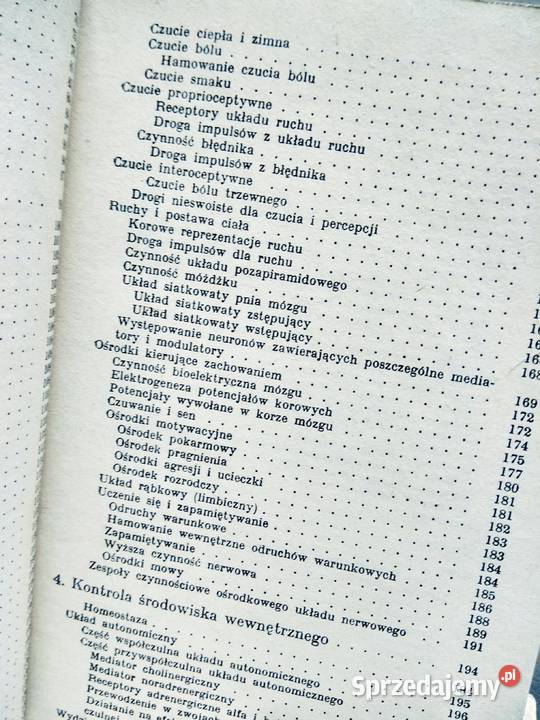 Czucie ciepła i zimna
Czucie bólu
Hamowanie czucia bólu
Czucie smaku
Czucie proprioceptywne
Receptory układu ruchu
Droga impulsów z układu ruchu
Czynność błędnika
Droga impulsów z błędnika
Czucie interoceptywne
Czucie bólu trzewnego
Drogi nieswoiste dla czucia i percepcji
Ruchy i postawa ciała
Korowe reprezentacje ruchu
Droga impulsów dla ruchu
Czynność układu pozapiramidowego
Czynność móżdżku
Układ siatkowaty pnia mózgu
Układ siatkowaty zstępujący
Układ siatkowaty wstępujący
Występowanie neuronów zawierających poszczególne media-
tory i modulatory 168
Ośrodki kierujące zachowaniem 169
Czynność bioelektryczna mózgu 172
Elektrogeneza potencjałów korowych 172
Potencjały wywołane w korze mózgu 174
Czuwanie i sen 175
Ośrodki motywacyjne 177
Ośrodek pokarmowy 180
Ośrodek pragnienia 181
Ośrodki agresji i ucieczki 181
Ośrodek rozrodczy 182
Układ rąbkowy (limbiczny) 183
Uczenie się i zapamiętywanie 183
Odruchy warunkowe 184
Hamowanie wewnętrzne odruchów warunkowych 184
Zapamiętywanie 185
Wyższa czynność nerwowa 186
Ośrodki mowy 188
Zespoły czynnościowe ośrodkowego układu nerwowego 189
4. Kontrola środowiska wewnętrznego 191
Homeostaza
Układ autonomiczny 194
Część współczulna układu autonomicznego
Część przywspółczulna układu autonomicznego 195
Mediator cholinergiczny 196
Mediator noradrenergiczny
Receptory adrenergiczne alfa i
Przewodzenie w zwojach
Działanie na
Sprzedajemy.pl